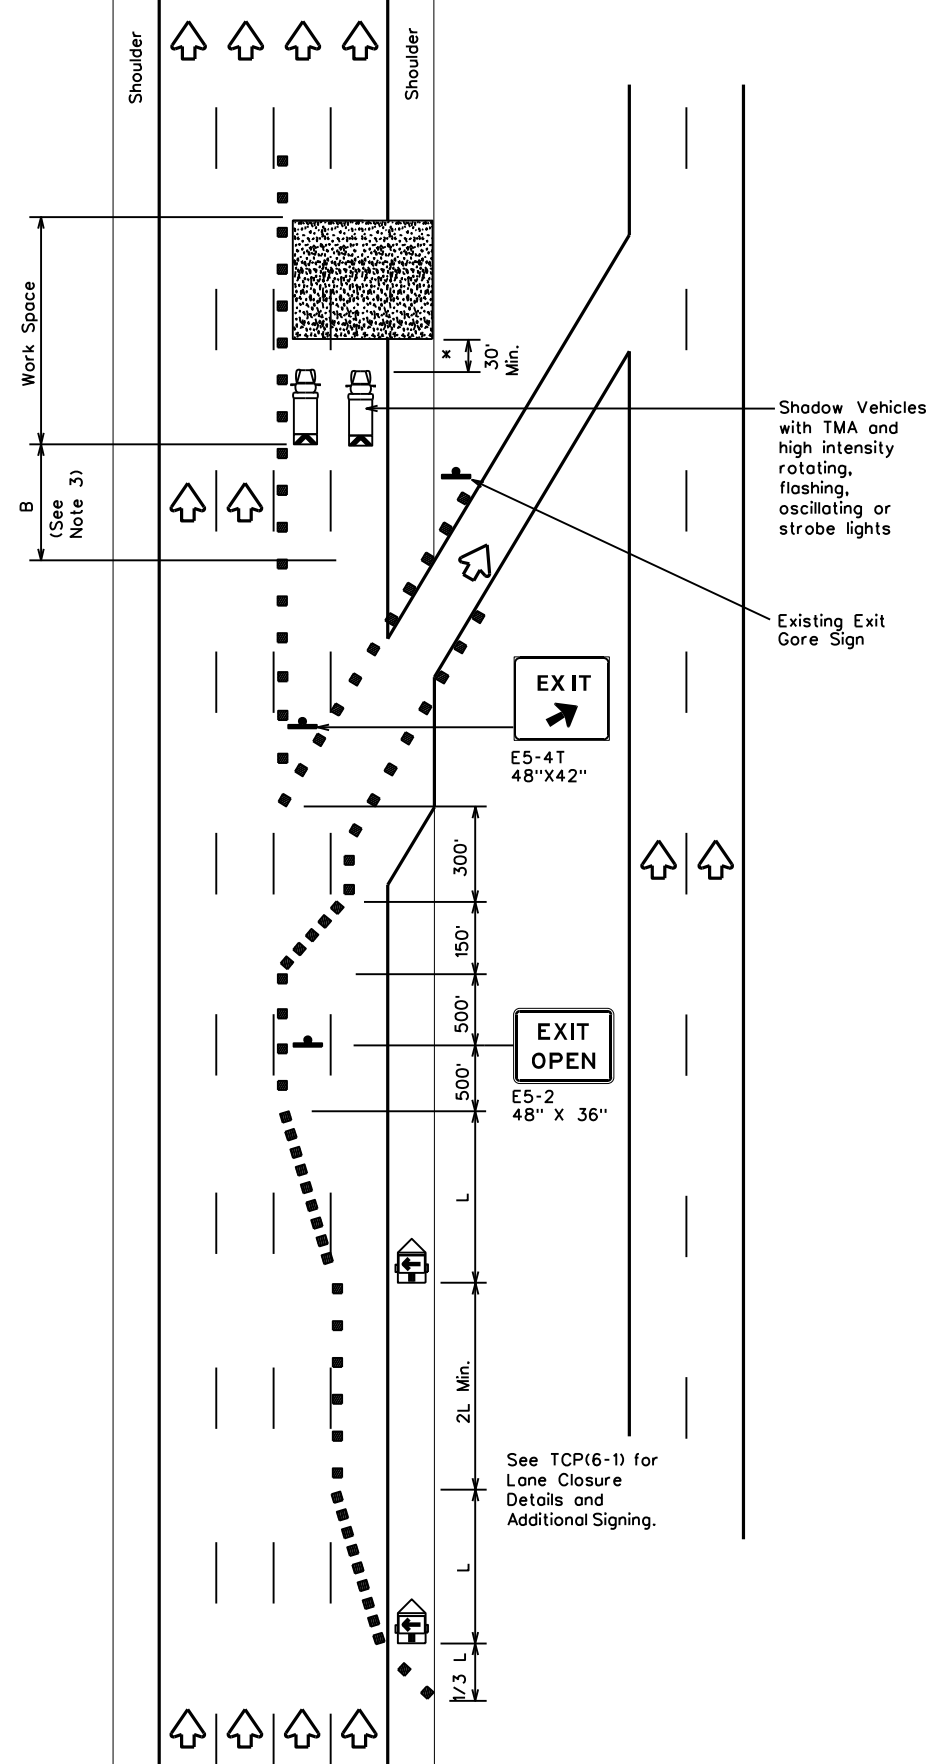 Shoulder
Shoulder
Work Space
*
30'
Min.
Shadow Vehicles
with TMA and
high intensity
rotating,
flashing,
oscillating or
strobe lights
B
(See
Note 3)
Existing Exit
Gore Sign
EXIT
E5-4T
48"X42"
300'
150'
500'
EXIT
OPEN
500'
E5-2
48" X 36"
L
2L Min.
See TCP(6-1) for
Lane Closure
Details and
Additional Signing.
L
1/3 L